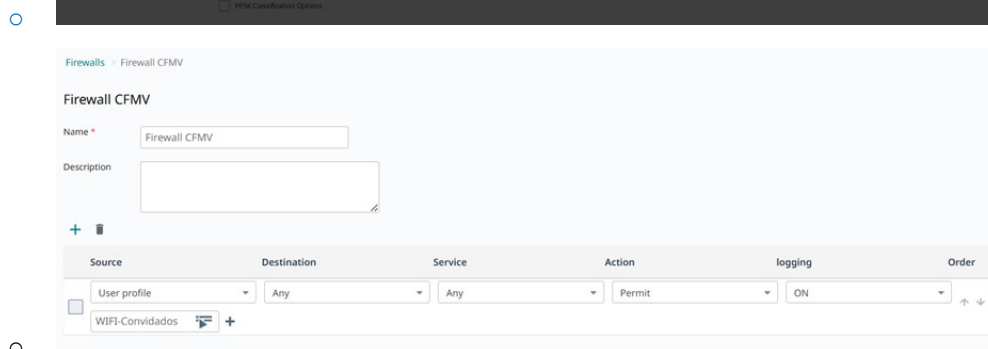 PPSK Classification Options
Firewalls > Firewall CFMV
Firewall CFMV
Name * Firewall CFMV
Description
Source Destination Service Action logging Order
User profile Any Any Permit ON
WIFI-Convidados